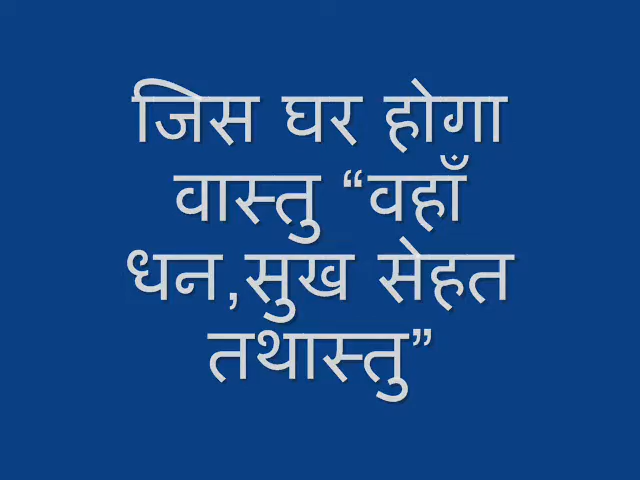 जिस घर होगा
वास्तु “वहाँ
धन,सुख सेहत
तथास्तु”